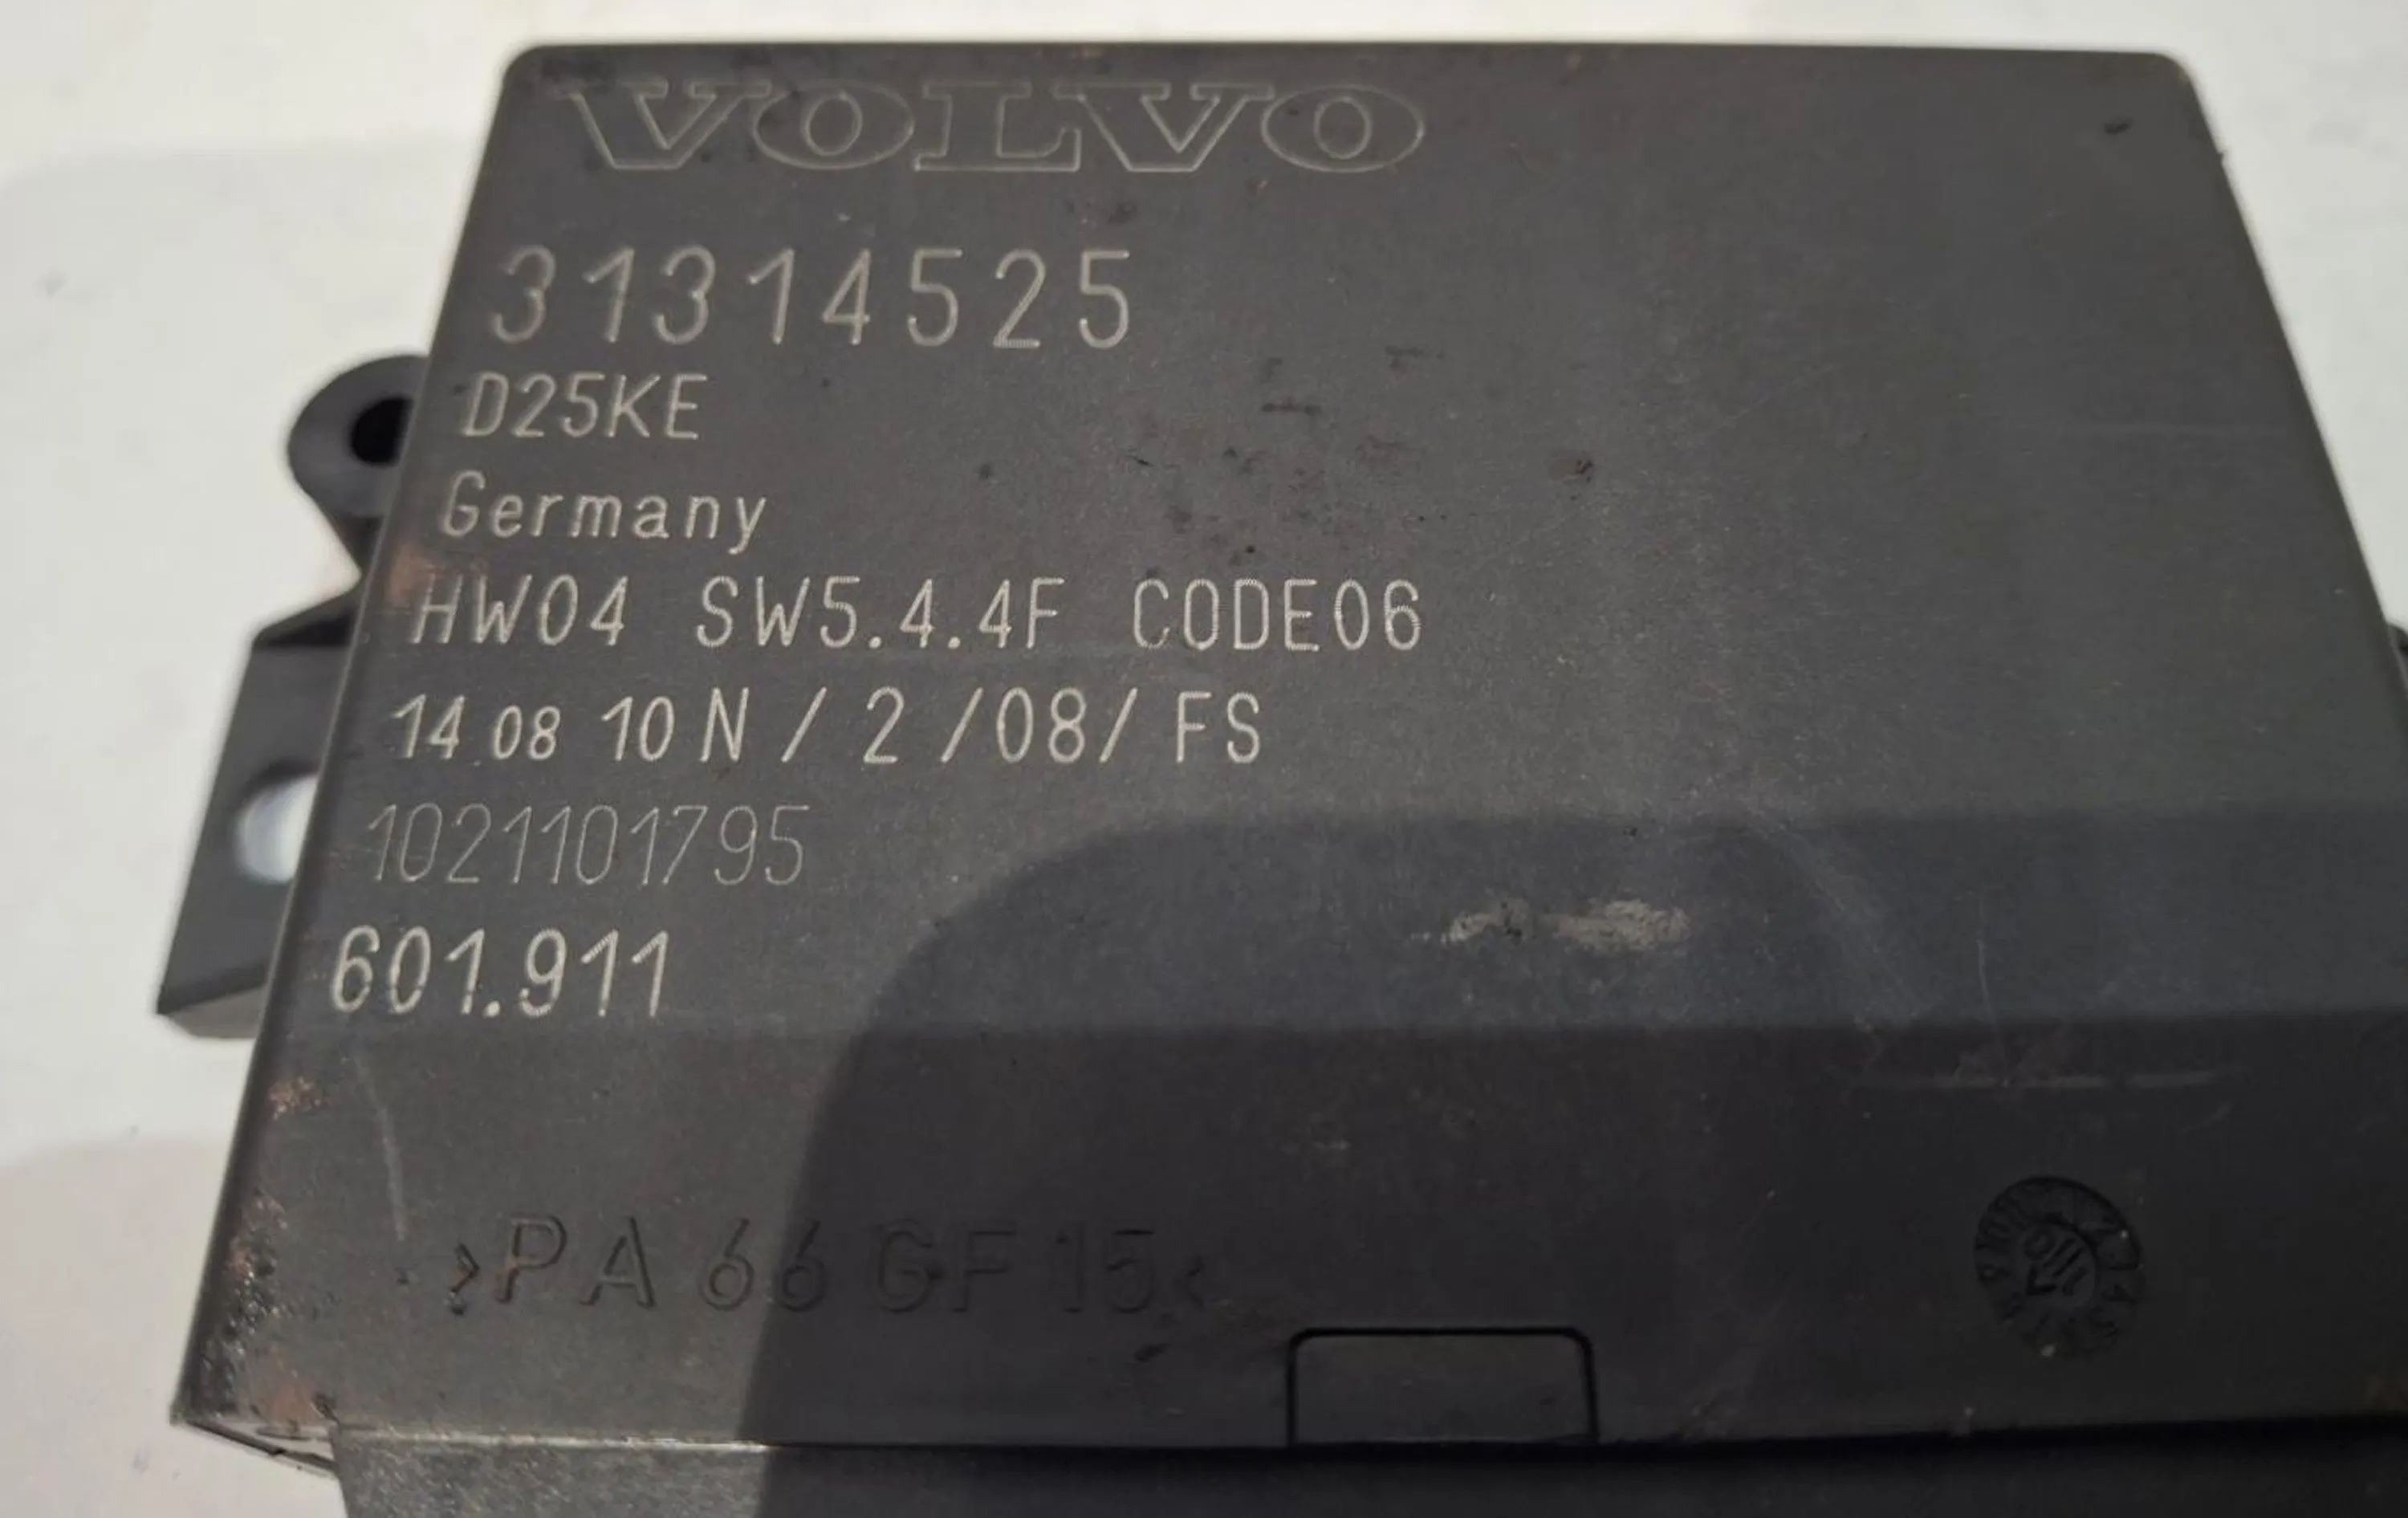 VOLVO
31314525
D25KE
Germany
HW04 SW5.4.4F CODE06
14 08 10 N / 2 /08/ FS
1021101795
601.911
>PA 66 GF 15<